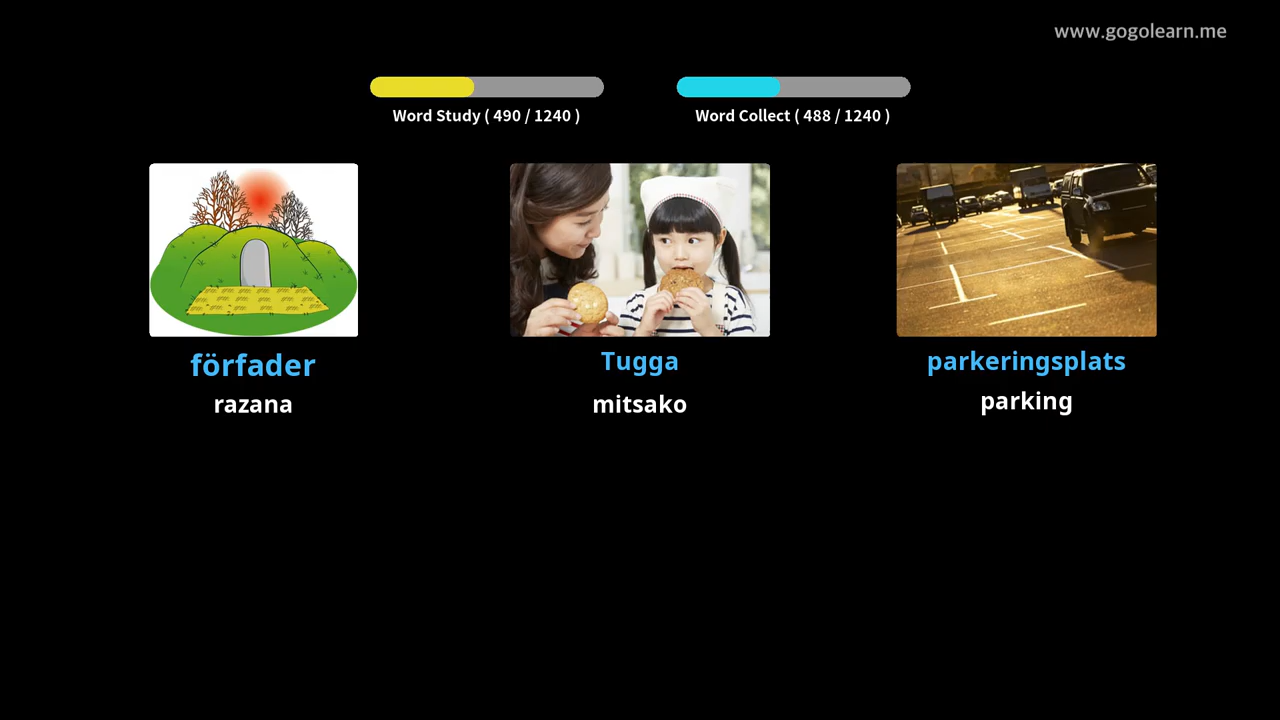 www.gogolearn.me
Word Study ( 490 / 1240 )
Word Collect ( 488 / 1240 )
förfader
razana
Tugga
mitsako
parkeringsplats
parking